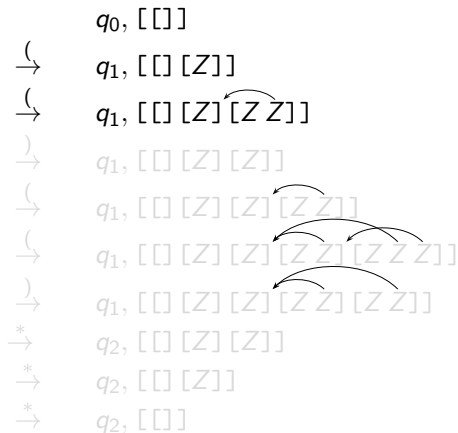 q₀, [[]]
(→ q₁, [[][Z]]
(→ q₁, [[][Z][Z Z]]
)→ q₁, [[][Z][Z]]
(→ q₁, [[][Z][Z][Z Z]]
(→ q₁, [[][Z][Z][Z Z][Z Z Z]]
)→ q₁, [[][Z][Z][Z Z][Z Z]]
*→ q₂, [[][Z][Z]]
*→ q₂, [[][Z]]
*→ q₂, [[]]